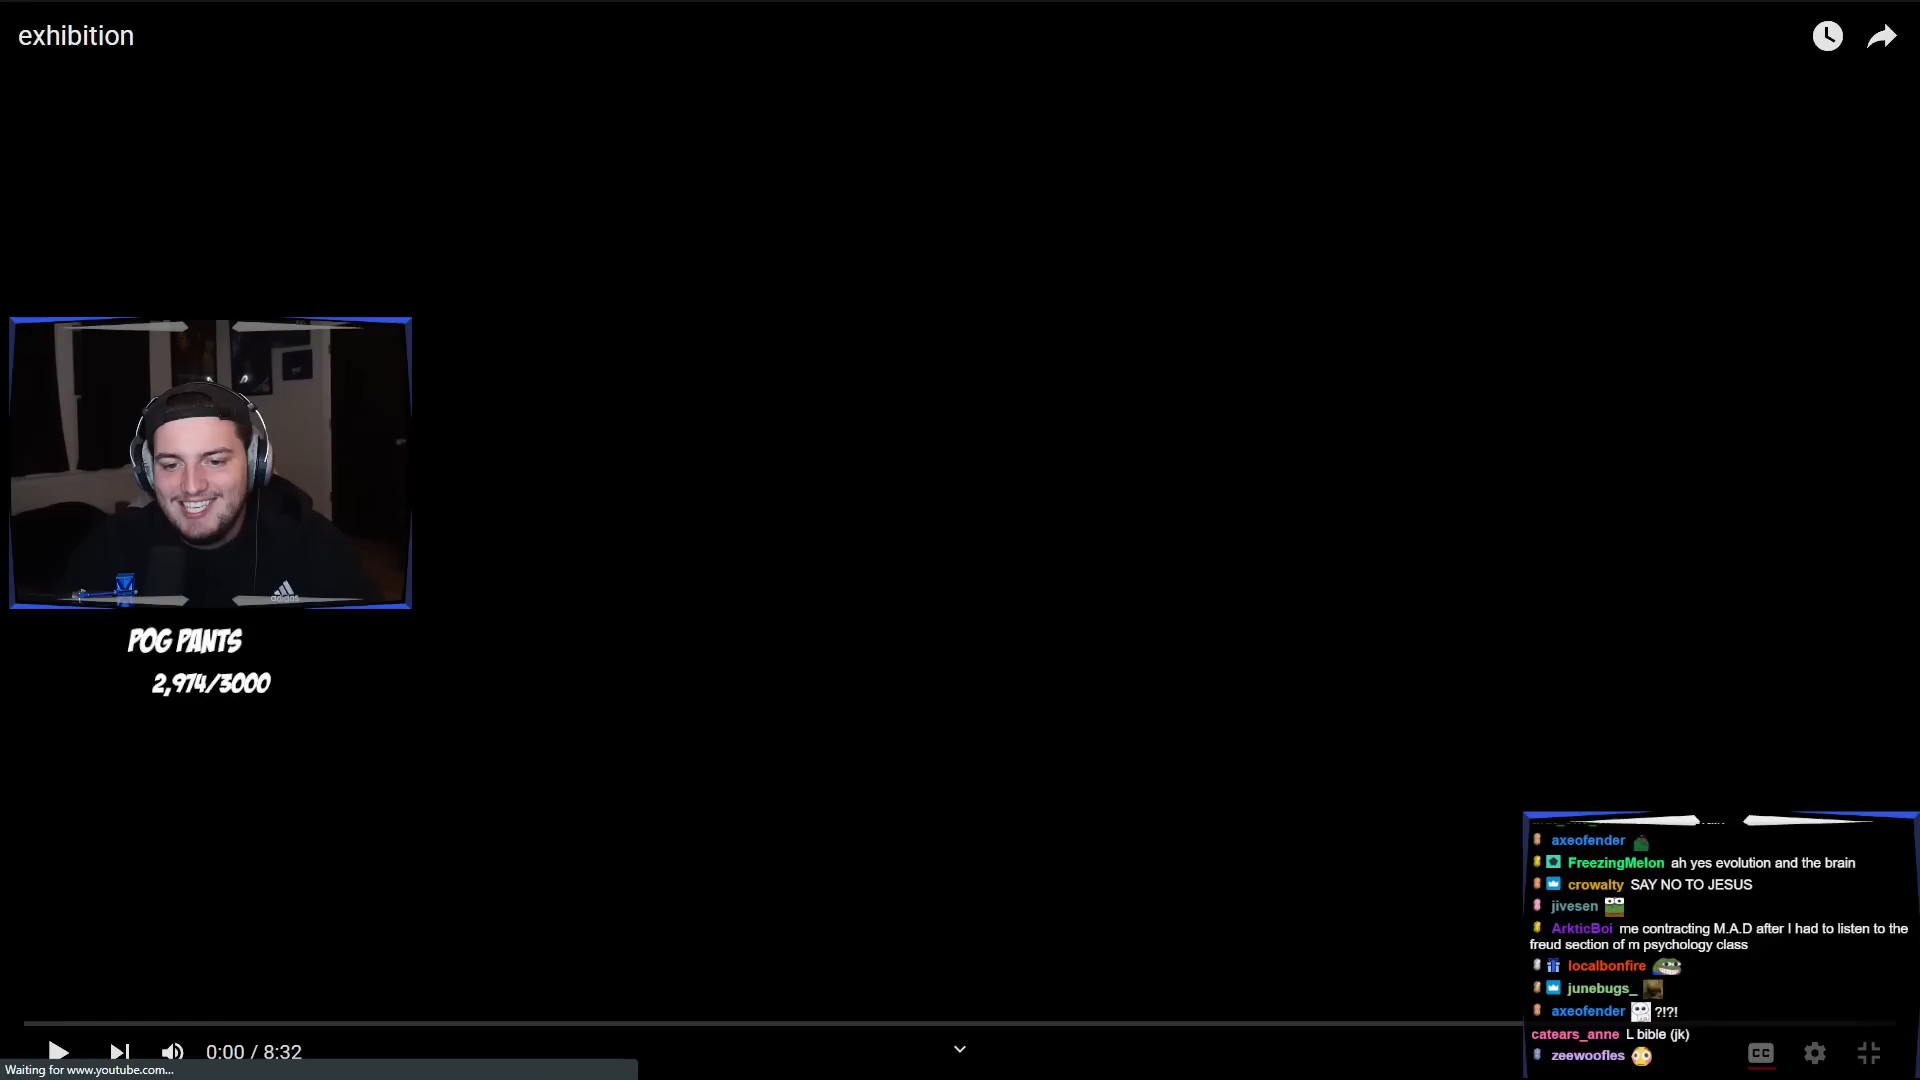 exhibition
adidas
POG PANTS
2,974/3000
axeofender
FreezingMelon ah yes evolution and the brain
crowalty SAY NO TO JESUS
jivesen
ArkticBoi me contracting M.A.D after I had to listen to the
freud section of m psychology class
localbonfire
junebugs_
axeofender ?!?!
catears_anne L bible (jk)
zeewoofles
0:00 / 8:32
CC
Waiting for www.youtube.com...